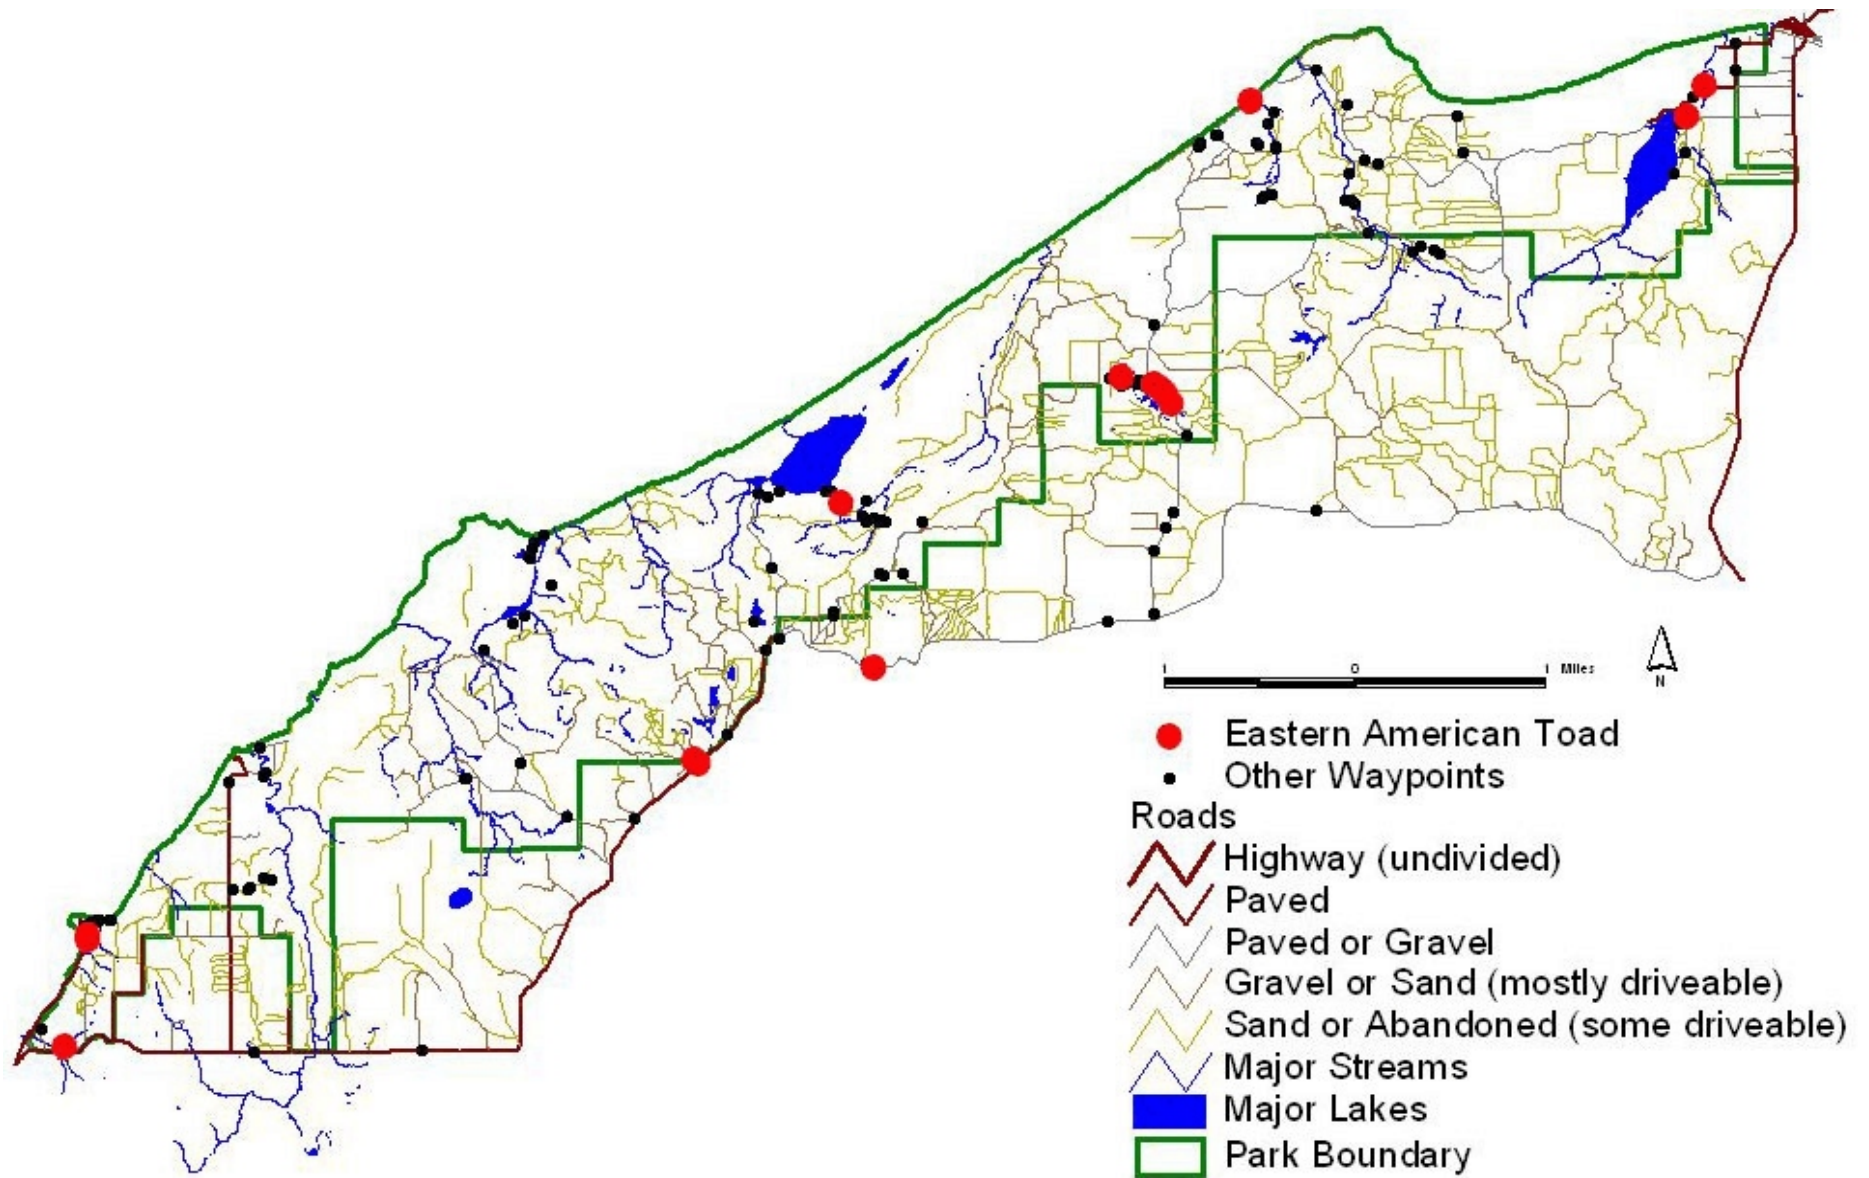 1 0 1 Miles
N
Eastern American Toad
Other Waypoints
Roads
Highway (undivided)
Paved
Paved or Gravel
Gravel or Sand (mostly driveable)
Sand or Abandoned (some driveable)
Major Streams
Major Lakes
Park Boundary